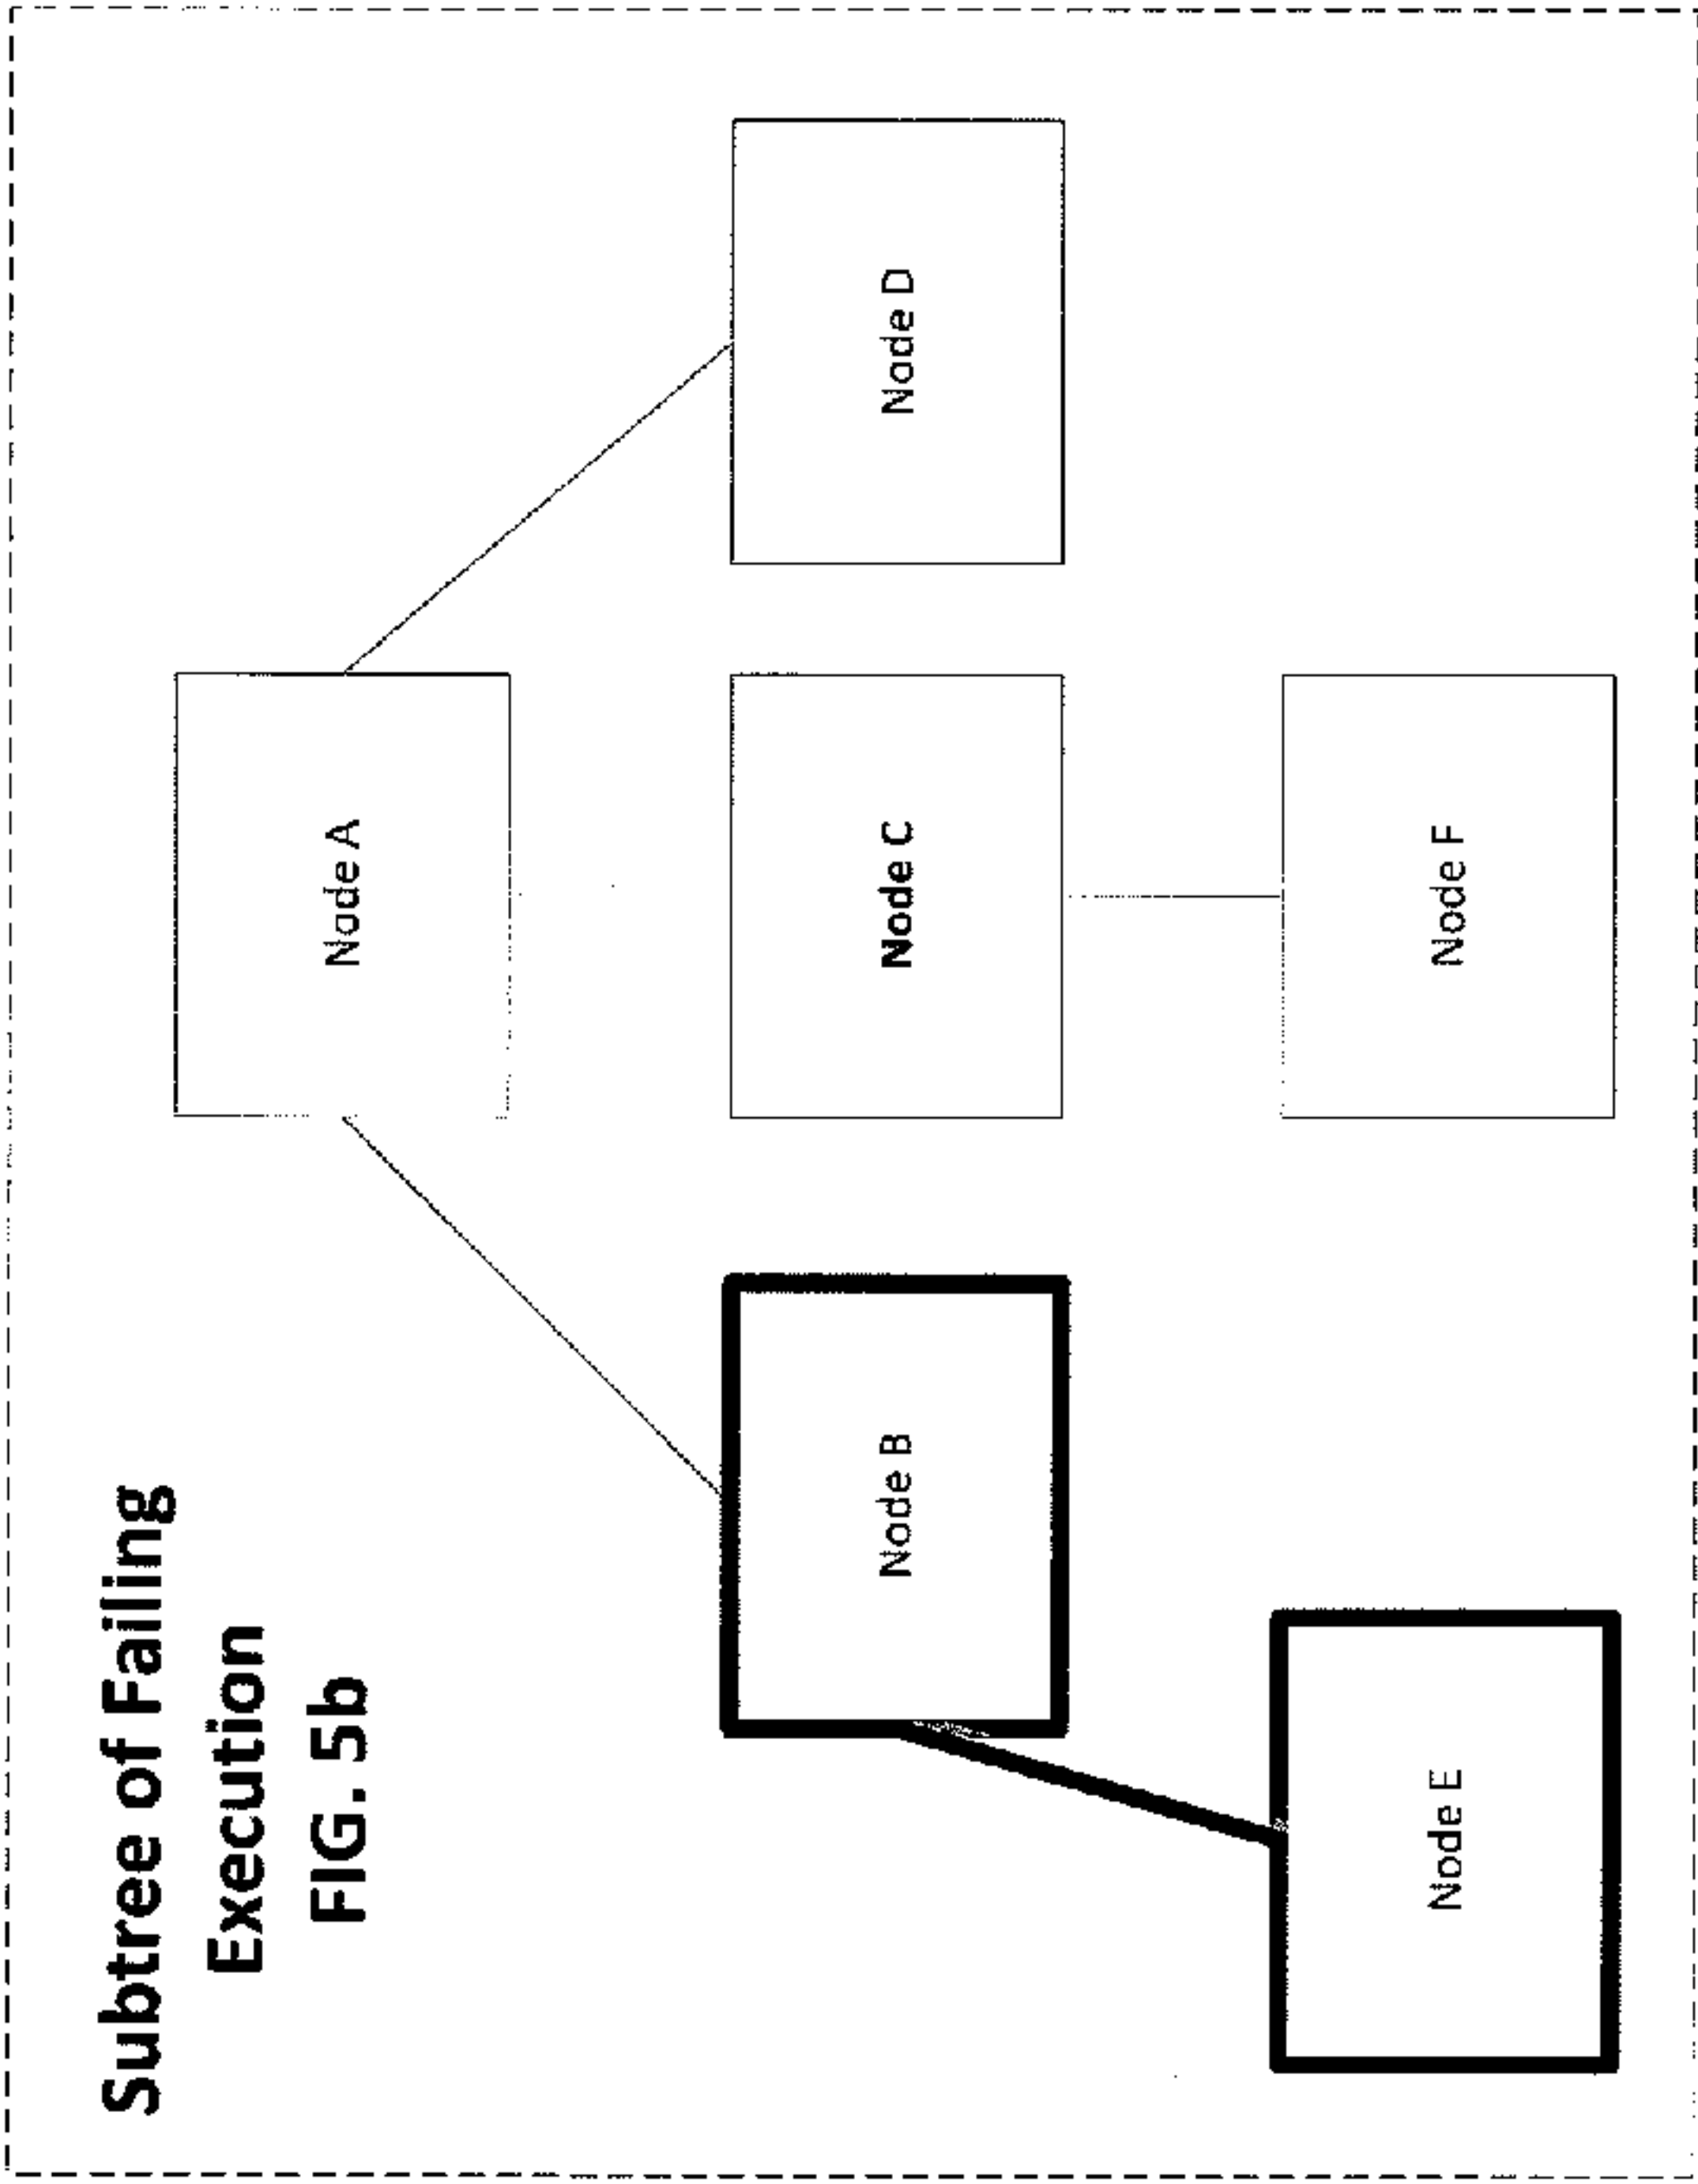 Subtree of Failing
Execution
FIG. 5b
Node A
Node B
Node C
Node D
Node E
Node F